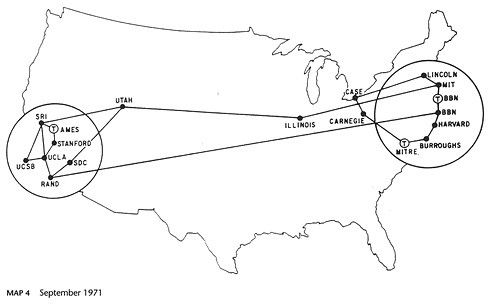 LINCOLN
MIT
CASE
T BBN
UTAH
BBN
SRI
T AMES
ILLINOIS
CARNEGIE
HARVARD
STANFORD
T
BURROUGHS
MITRE
UCSB
UCLA
SDC
RAND
MAP 4 September 1971